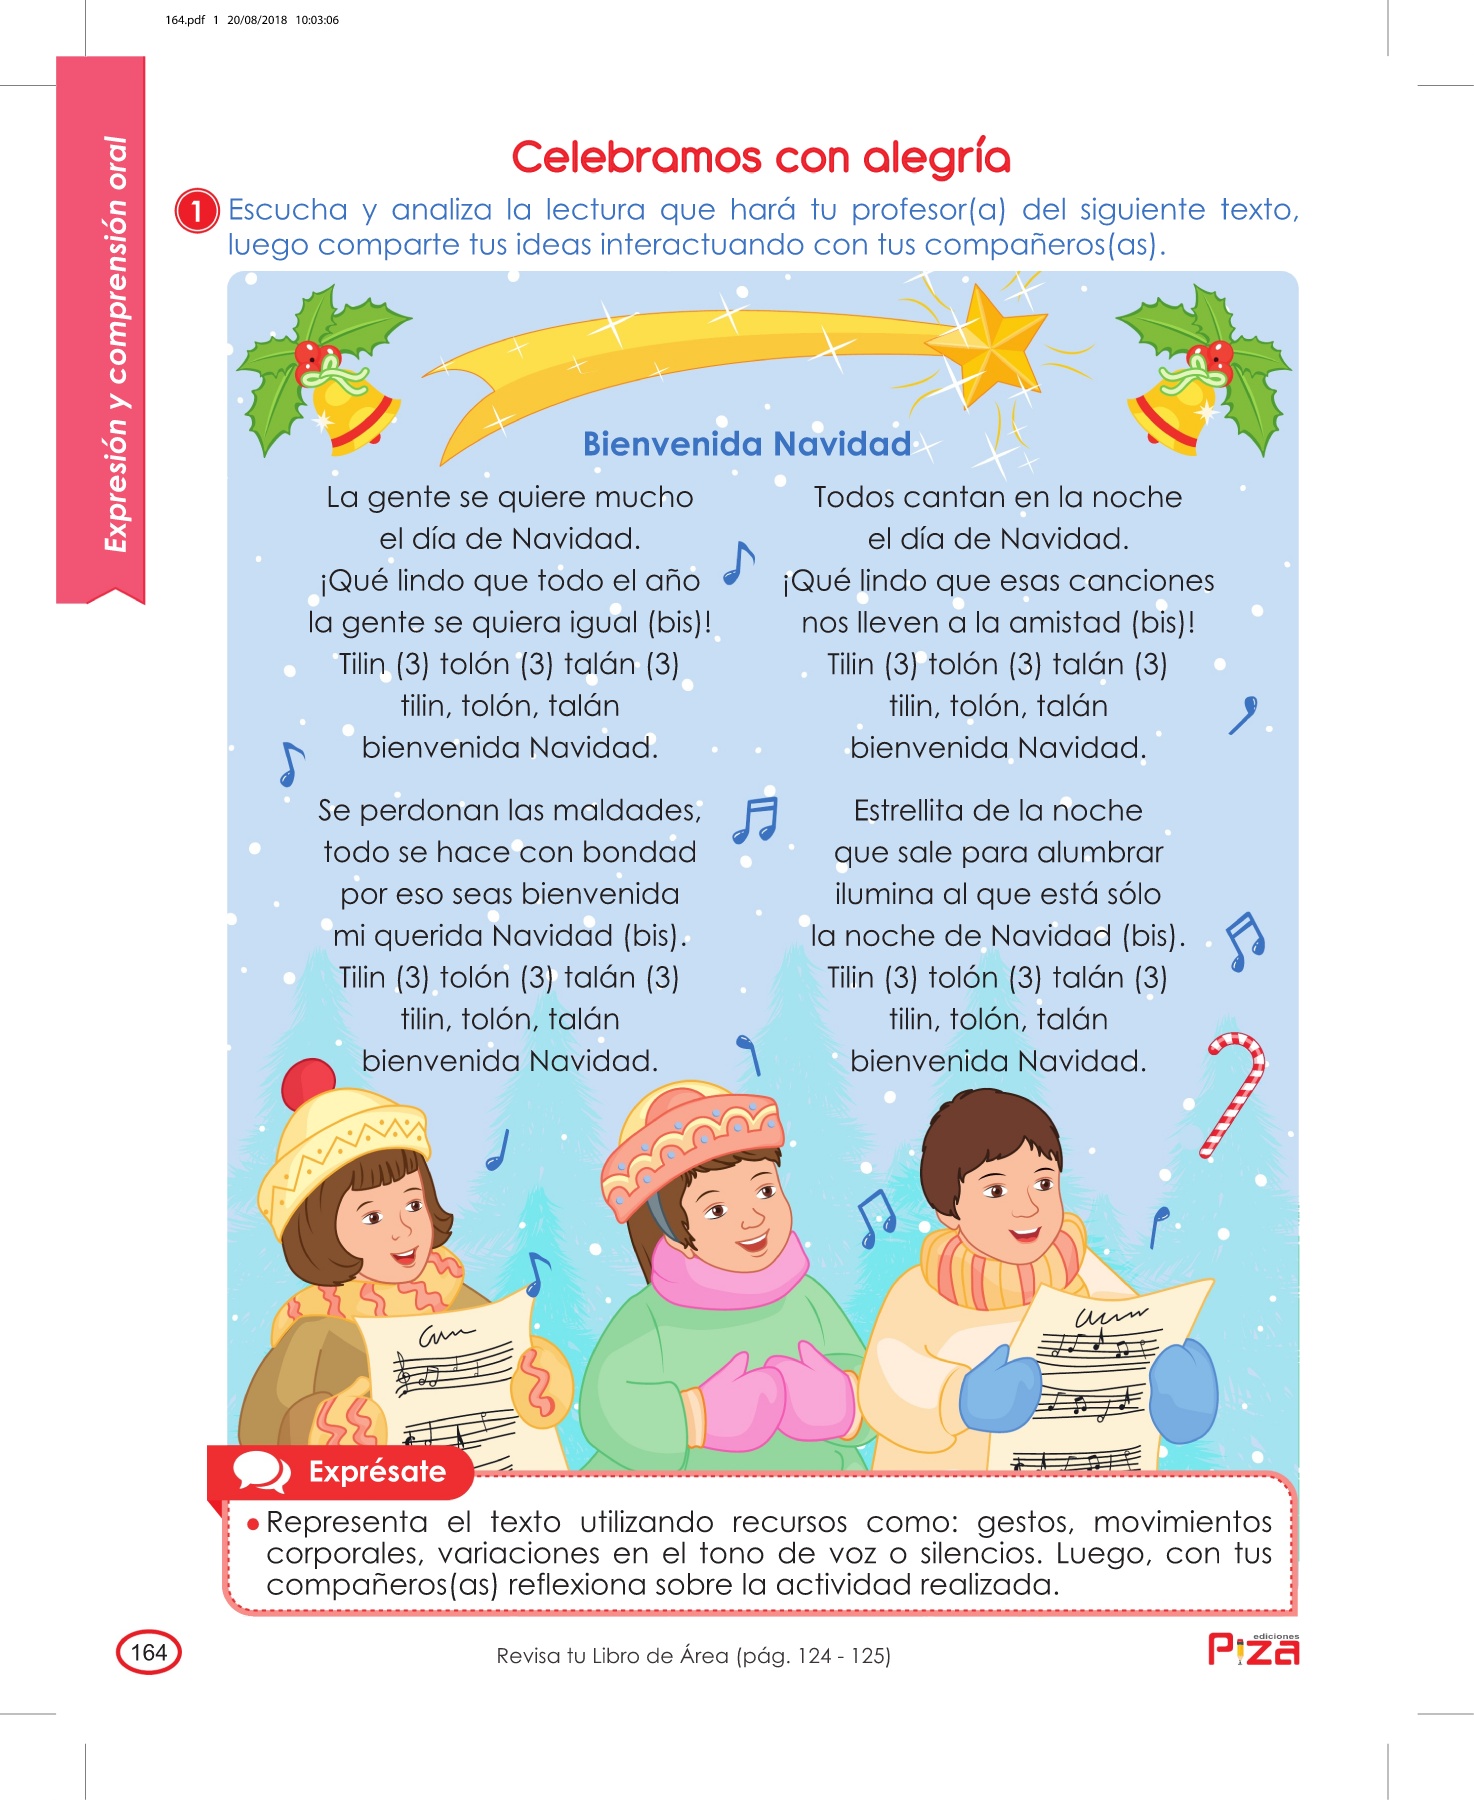 164.pdf 1 20/08/2018 10:03:06
Expresión y comprensión oral
Celebramos con alegría
1 Escucha y analiza la lectura que hará tu profesor(a) del siguiente texto,
luego comparte tus ideas interactuando con tus compañeros(as).
Bienvenida Navidad
La gente se quiere mucho
el día de Navidad.
¡Qué lindo que todo el año
la gente se quiera igual (bis)!
Tilin (3) tolón (3) talán (3)
tilin, tolón, talán
bienvenida Navidad.
Se perdonan las maldades,
todo se hace con bondad
por eso seas bienvenida
mi querida Navidad (bis).
Tilin (3) tolón (3) talán (3)
tilin, tolón, talán
bienvenida Navidad.
Todos cantan en la noche
el día de Navidad.
¡Qué lindo que esas canciones
nos lleven a la amistad (bis)!
Tilin (3) tolón (3) talán (3)
tilin, tolón, talán
bienvenida Navidad.
Estrellita de la noche
que sale para alumbrar
ilumina al que está sólo
la noche de Navidad (bis).
Tilin (3) tolón (3) talán (3)
tilin, tolón, talán
bienvenida Navidad.
Exprésate
• Representa el texto utilizando recursos como: gestos, movimientos
corporales, variaciones en el tono de voz o silencios. Luego, con tus
compañeros(as) reflexiona sobre la actividad realizada.
164
Revisa tu Libro de Área (pág. 124 - 125)
ediciones
Piza